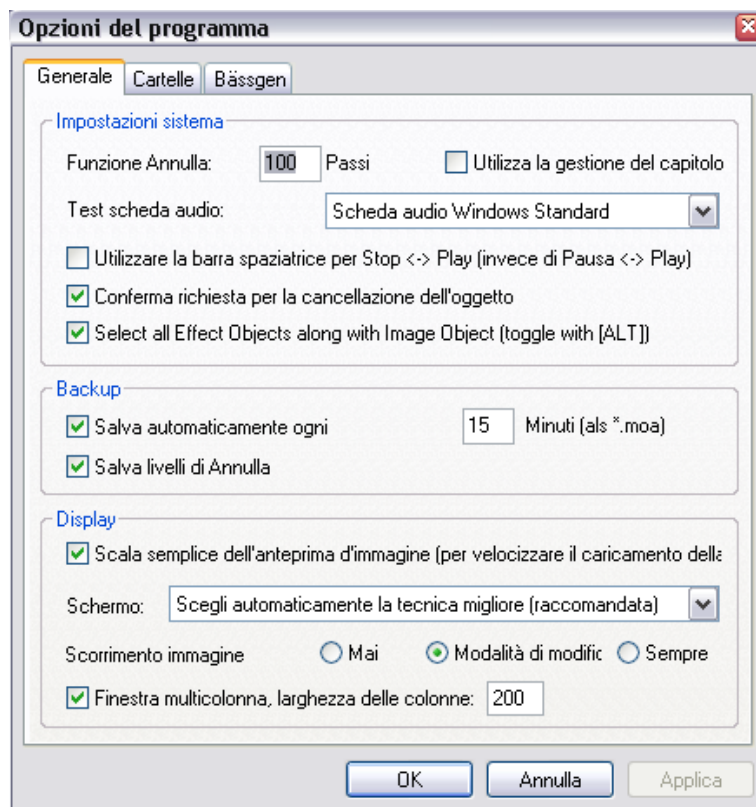 Opzioni del programma
Generale Cartelle Bässgen
Impostazioni sistema
Funzione Annulla: 100 Passi Utilizza la gestione del capitolo
Test scheda audio: Scheda audio Windows Standard
Utilizzare la barra spaziatrice per Stop <-> Play (invece di Pausa <-> Play)
Conferma richiesta per la cancellazione dell'oggetto
Select all Effect Objects along with Image Object (toggle with [ALT])
Backup
Salva automaticamente ogni 15 Minuti (als *.moa)
Salva livelli di Annulla
Display
Scala semplice dell'anteprima d'immagine (per velocizzare il caricamento della
Schermo: Scegli automaticamente la tecnica migliore (raccomandata)
Scorrimento immagine Mai Modalità di modific Sempre
Finestra multicolonna, larghezza delle colonne: 200
OK Annulla Applica